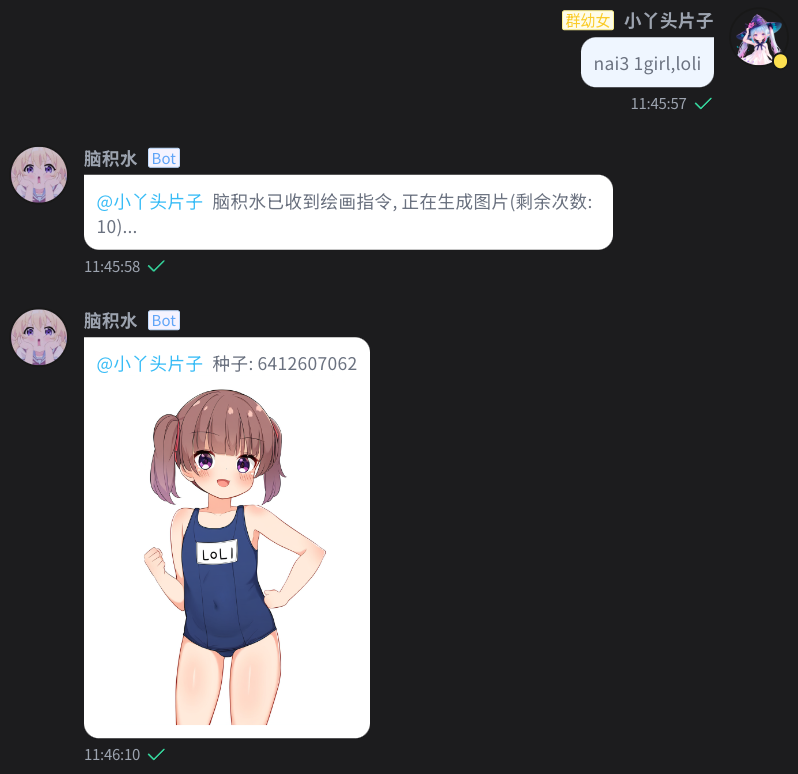 群幼女 小丫头片子
nai3 1girl,loli
11:45:57
脑积水 Bot
@小丫头片子 脑积水已收到绘画指令, 正在生成图片(剩余次数:
10)...
11:45:58
脑积水 Bot
@小丫头片子 种子: 6412607062
LOLI
11:46:10